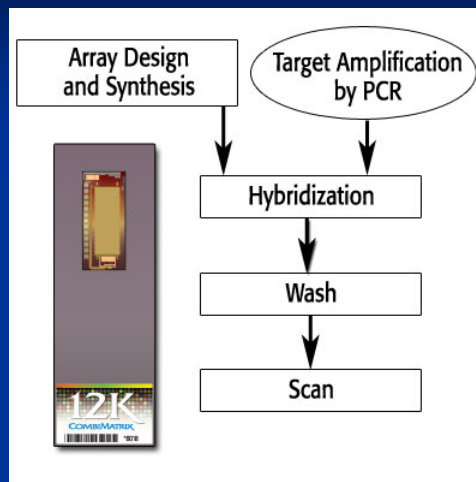 Array Design
and Synthesis
Target Amplification
by PCR
Hybridization
Wash
Scan
12K
COMBIMATRIX